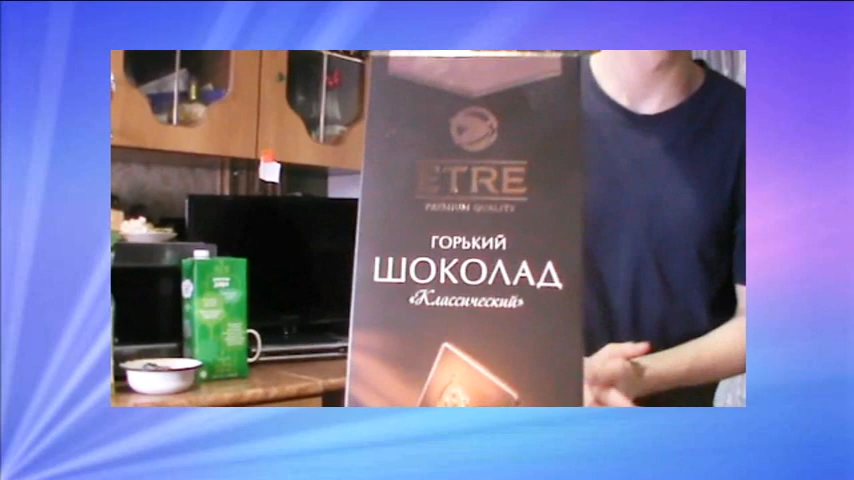 ETRE
PREMIUM QUALITY
ГОРЬКИЙ
ШОКОЛАД
«Классический»